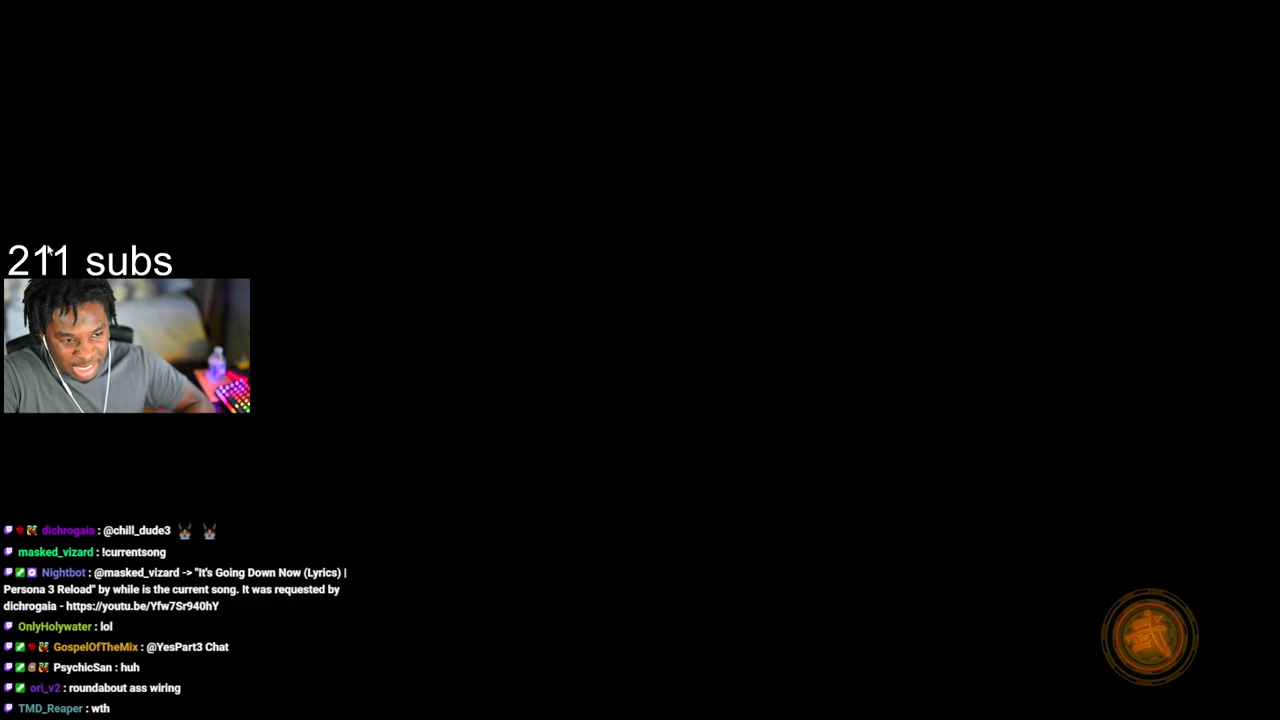 211 subs
dichrogaia : @chill_dude3
masked_vizard : !currentsong
Nightbot : @masked_vizard -> "It's Going Down Now (Lyrics) |
Persona 3 Reload" by while is the current song. It was requested by
dichrogaia - https://youtu.be/Yfw7Sr940hY
OnlyHolywater : lol
GospelOfTheMix : @YesPart3 Chat
PsychicSan : huh
ori_v2 : roundabout ass wiring
TMD_Reaper : wth